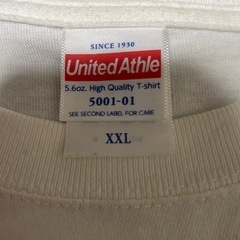 SINCE 1930
United Athle
5.6oz. High Quality T-shirt
5001-01
SEE SECOND LABEL FOR CARE
XXL